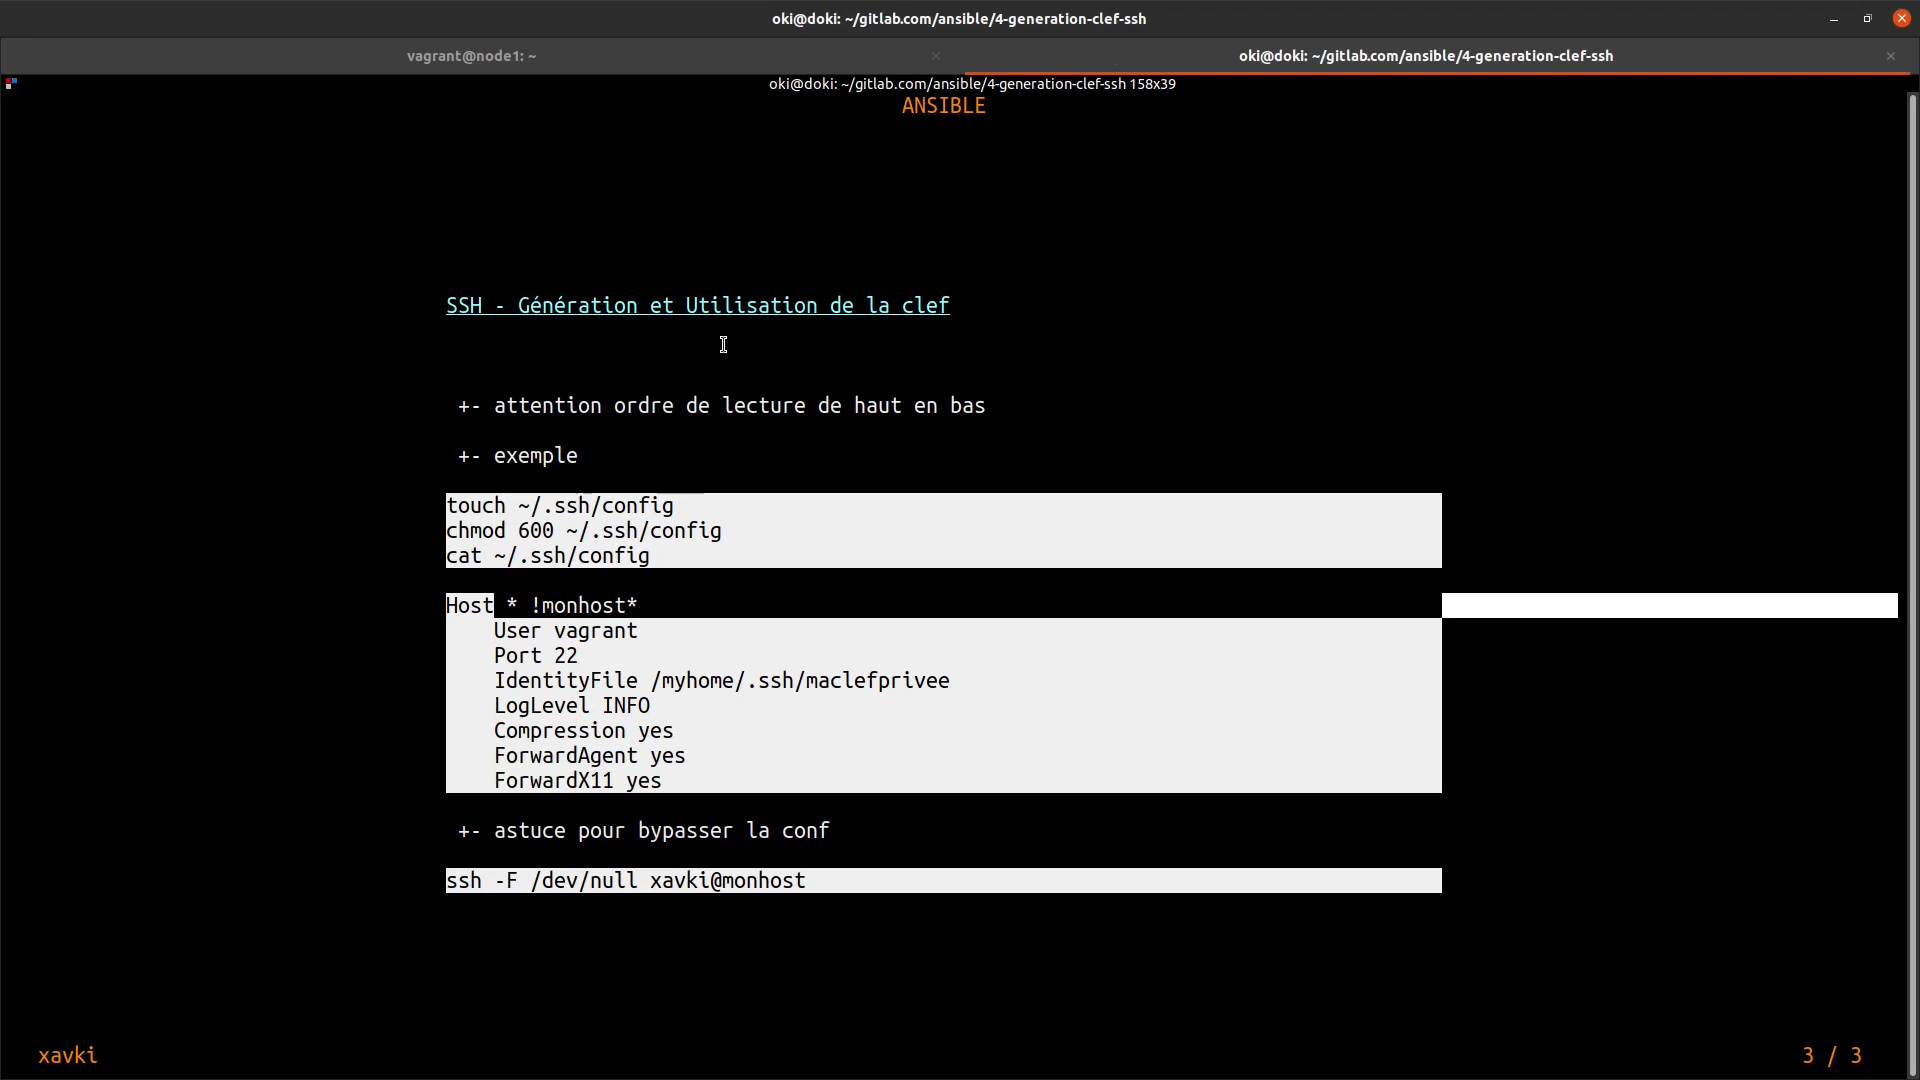 oki@doki: ~/gitlab.com/ansible/4-generation-clef-ssh
vagrant@node1: ~
oki@doki: ~/gitlab.com/ansible/4-generation-clef-ssh
oki@doki: ~/gitlab.com/ansible/4-generation-clef-ssh 158x39
ANSIBLE
SSH - Génération et Utilisation de la clef
+- attention ordre de lecture de haut en bas
+- exemple
touch ~/.ssh/config
chmod 600 ~/.ssh/config
cat ~/.ssh/config
Host * !monhost*
User vagrant
Port 22
IdentityFile /myhome/.ssh/maclefprivee
LogLevel INFO
Compression yes
ForwardAgent yes
ForwardX11 yes
+- astuce pour bypasser la conf
ssh -F /dev/null xavki@monhost
xavki
3 / 3